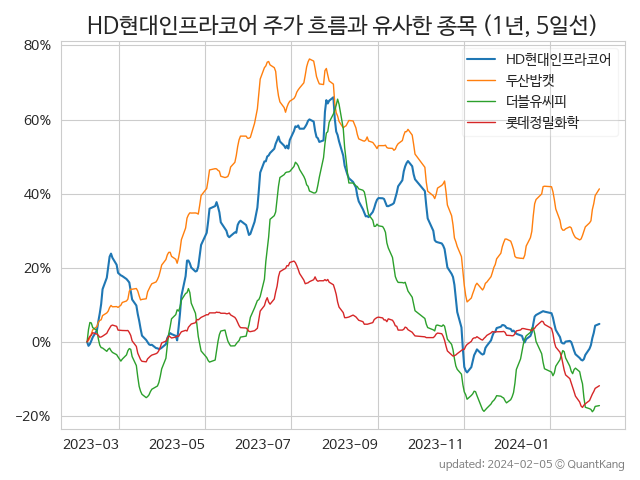 HD현대인프라코어 주가 흐름과 유사한 종목 (1년, 5일선)
80%
60%
40%
20%
0%
−20%
HD현대인프라코어
두산밥캣
더블유씨피
롯데정밀화학
2023-03 2023-05 2023-07 2023-09 2023-11 2024-01
updated: 2024-02-05 © QuantKang